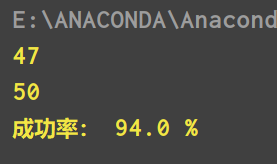 E:\ANACONDA\Anacond
47
50
成功率： 94.0 %